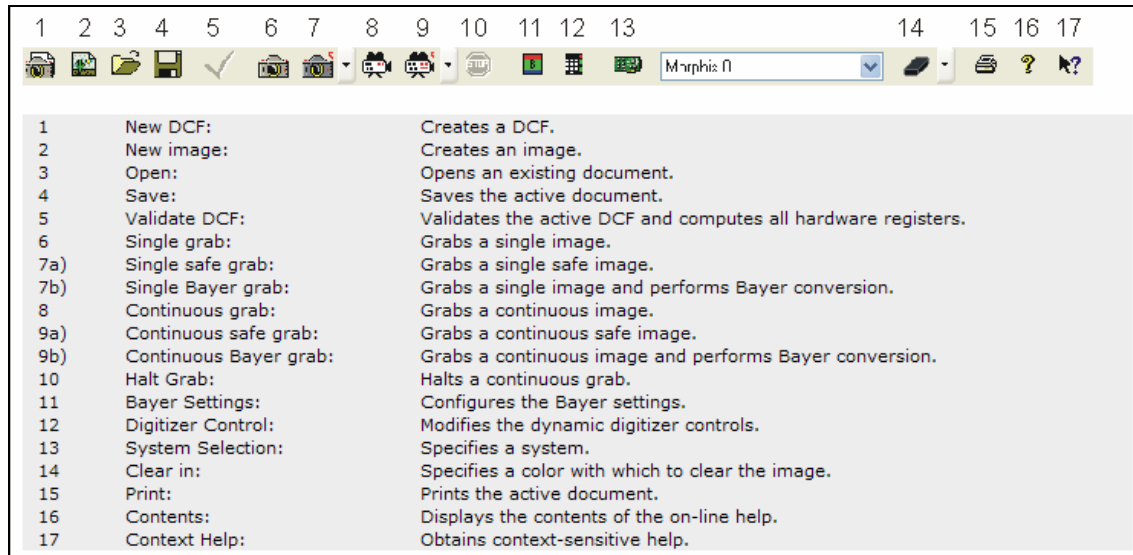 1 2 3 4 5 6 7 8 9 10 11 12 13 14 15 16 17
Morphis 0
1 New DCF: Creates a DCF.
2 New image: Creates an image.
3 Open: Opens an existing document.
4 Save: Saves the active document.
5 Validate DCF: Validates the active DCF and computes all hardware registers.
6 Single grab: Grabs a single image.
7a) Single safe grab: Grabs a single safe image.
7b) Single Bayer grab: Grabs a single image and performs Bayer conversion.
8 Continuous grab: Grabs a continuous image.
9a) Continuous safe grab: Grabs a continuous safe image.
9b) Continuous Bayer grab: Grabs a continuous image and performs Bayer conversion.
10 Halt Grab: Halts a continuous grab.
11 Bayer Settings: Configures the Bayer settings.
12 Digitizer Control: Modifies the dynamic digitizer controls.
13 System Selection: Specifies a system.
14 Clear in: Specifies a color with which to clear the image.
15 Print: Prints the active document.
16 Contents: Displays the contents of the on-line help.
17 Context Help: Obtains context-sensitive help.